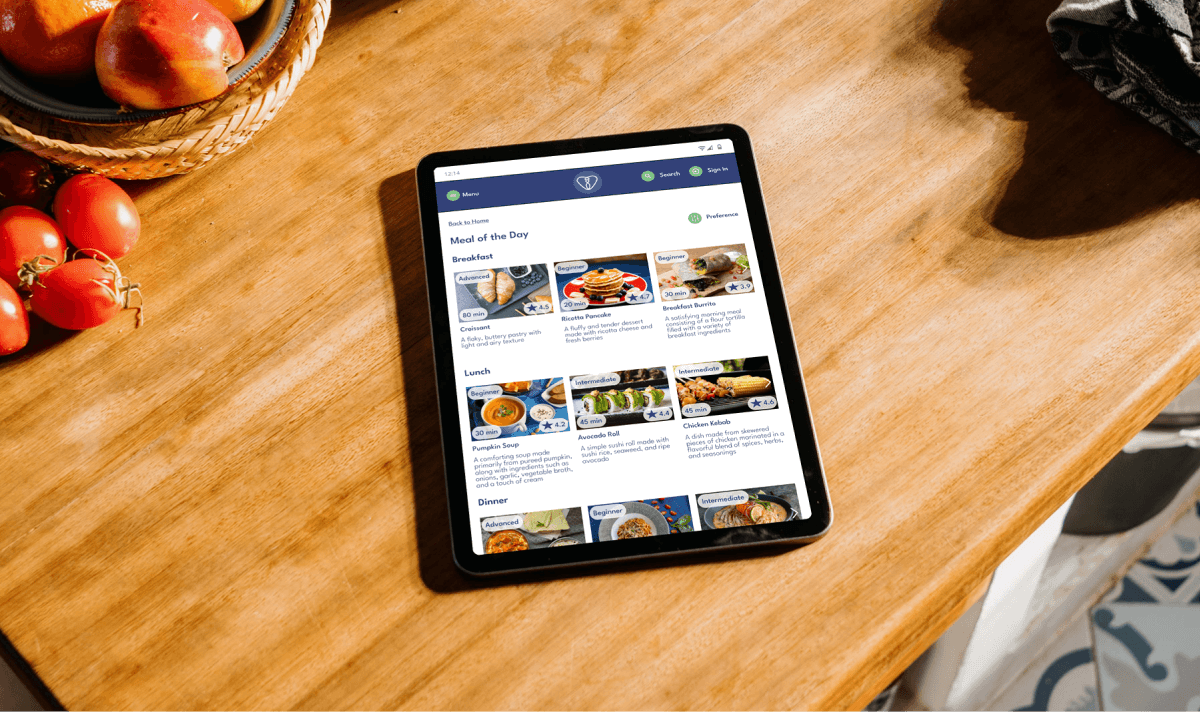 12:14
Menu
Search
Sign In
Back to Home
Preference
Meal of the Day
Breakfast
Advanced
80 min
4.5
Croissant
A flaky, buttery pastry with
light and airy texture
Beginner
20 min
4.7
Ricotta Pancake
A fluffy and tender dessert
made with ricotta cheese and
fresh berries
Beginner
30 min
3.9
Breakfast Burrito
A satisfying morning meal
consisting of a flour tortilla
filled with a variety of
breakfast ingredients
Lunch
Beginner
30 min
4.2
Pumpkin Soup
A comforting soup made
primarily from pureed pumpkin,
along with ingredients such as
onions, garlic, vegetable broth,
and a touch of cream
Intermediate
45 min
4.4
Avocado Roll
A simple sushi roll made with
sushi rice, seaweed, and ripe
avocado
Intermediate
45 min
4.6
Chicken Kebab
A dish made from skewered
pieces of chicken marinated in a
flavorful blend of spices, herbs,
and seasonings
Dinner
Advanced
Beginner
Intermediate